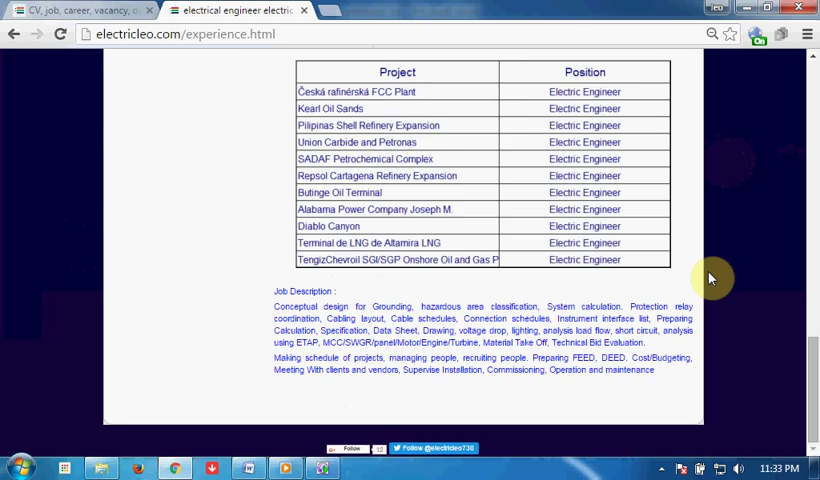 leo
CV, job, career, vacancy, o
electrical engineer electric
electricleo.com/experience.html
On
Project Position
Česká rafinérská FCC Plant Electric Engineer
Kearl Oil Sands Electric Engineer
Pilipinas Shell Refinery Expansion Electric Engineer
Union Carbide and Petronas Electric Engineer
SADAF Petrochemical Complex Electric Engineer
Repsol Cartagena Refinery Expansion Electric Engineer
Butinge Oil Terminal Electric Engineer
Alabama Power Company Joseph M. Electric Engineer
Diablo Canyon Electric Engineer
Terminal de LNG de Altamira LNG Electric Engineer
TengizChevroil SGI/SGP Onshore Oil and Gas P Electric Engineer
Job Description :
Conceptual design for Grounding, hazardous area classification, System calculation. Protection relay
coordination, Cabling layout, Cable schedules, Connection schedules, Instrument interface list, Preparing
Calculation, Specification, Data Sheet, Drawing, voltage drop, lighting, analysis load flow, short circuit, analysis
using ETAP, MCC/SWGR/panel/Motor/Engine/Turbine, Material Take Off, Technical Bid Evaluation.
Making schedule of projects, managing people, recruiting people. Preparing FEED, DEED. Cost/Budgeting,
Meeting With clients and vendors, Supervise Installation, Commissioning, Operation and maintenance
Follow 12 Follow @electricleo730
11:33 PM